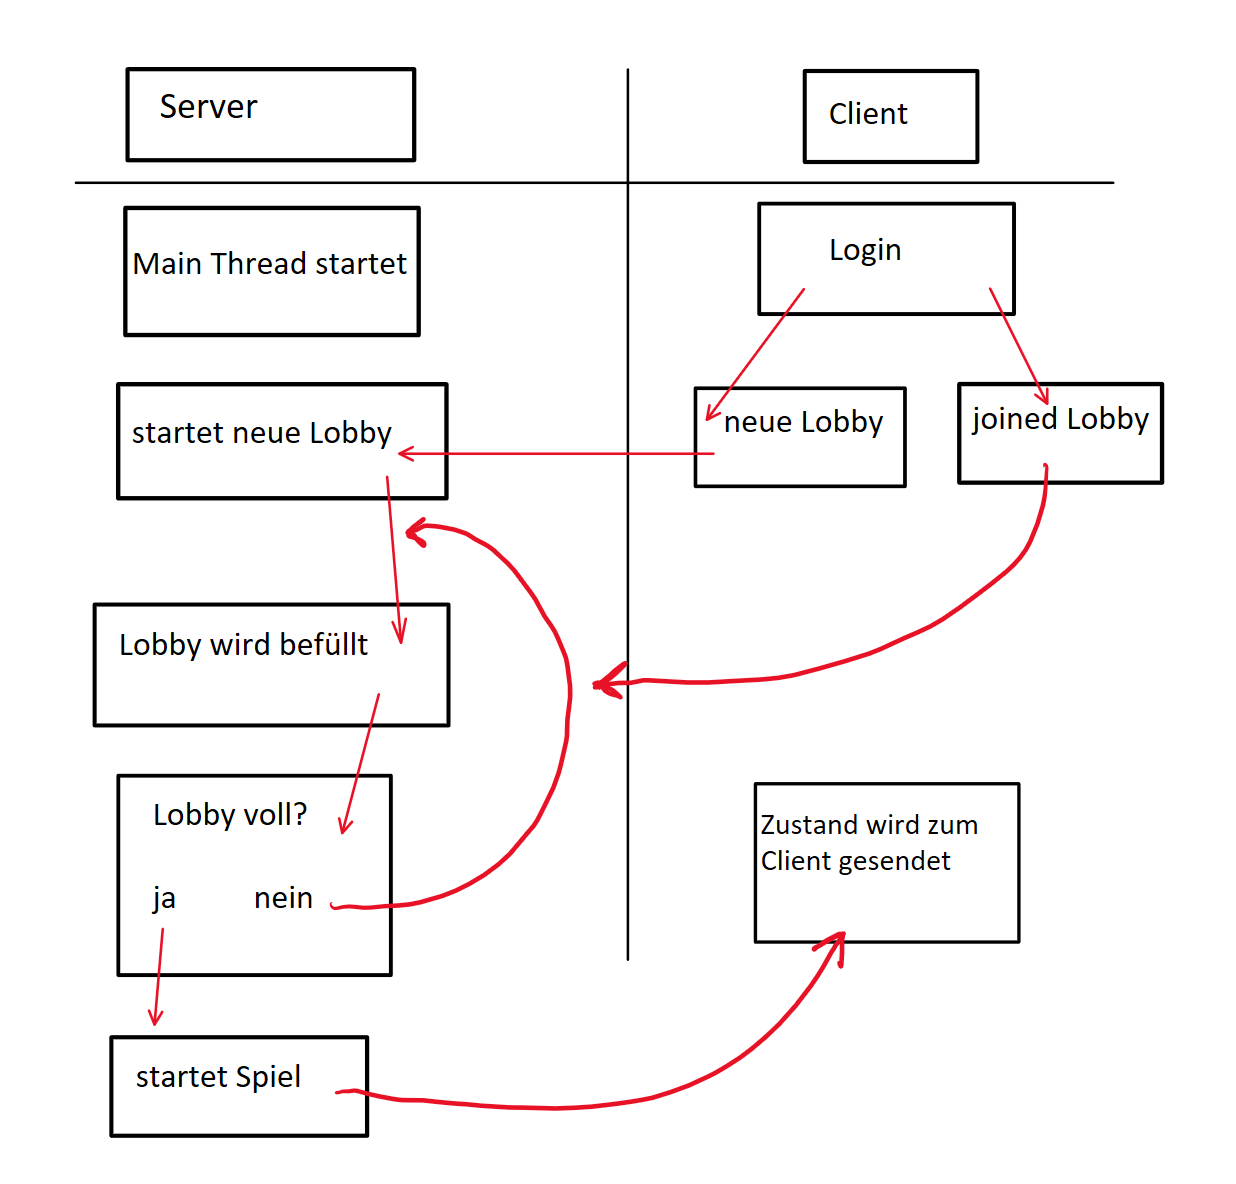 Server
Client
Main Thread startet
Login
startet neue Lobby
neue Lobby
joined Lobby
Lobby wird befüllt
Lobby voll?
ja nein
Zustand wird zum
Client gesendet
startet Spiel